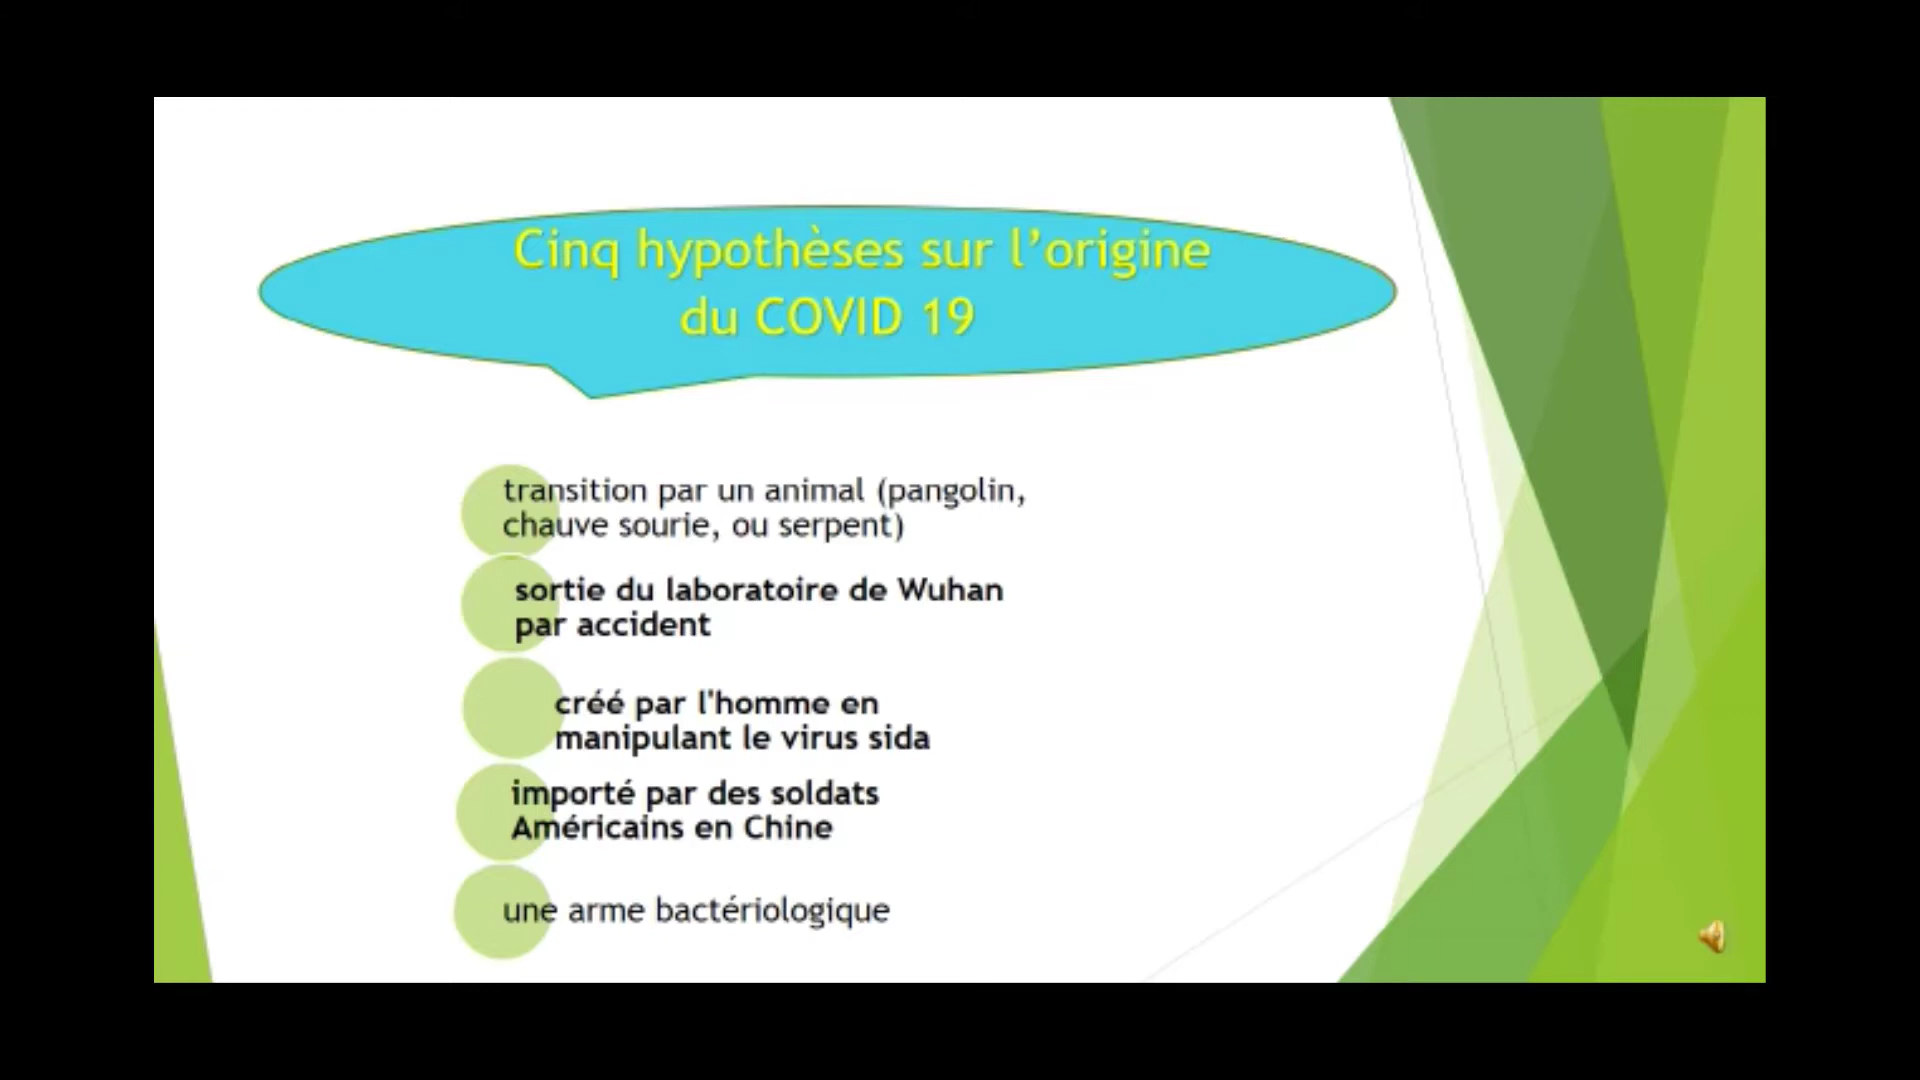 Cinq hypothèses sur l’origine
du COVID 19
transition par un animal (pangolin,
chauve sourie, ou serpent)
sortie du laboratoire de Wuhan
par accident
créé par l'homme en
manipulant le virus sida
importé par des soldats
Américains en Chine
une arme bactériologique